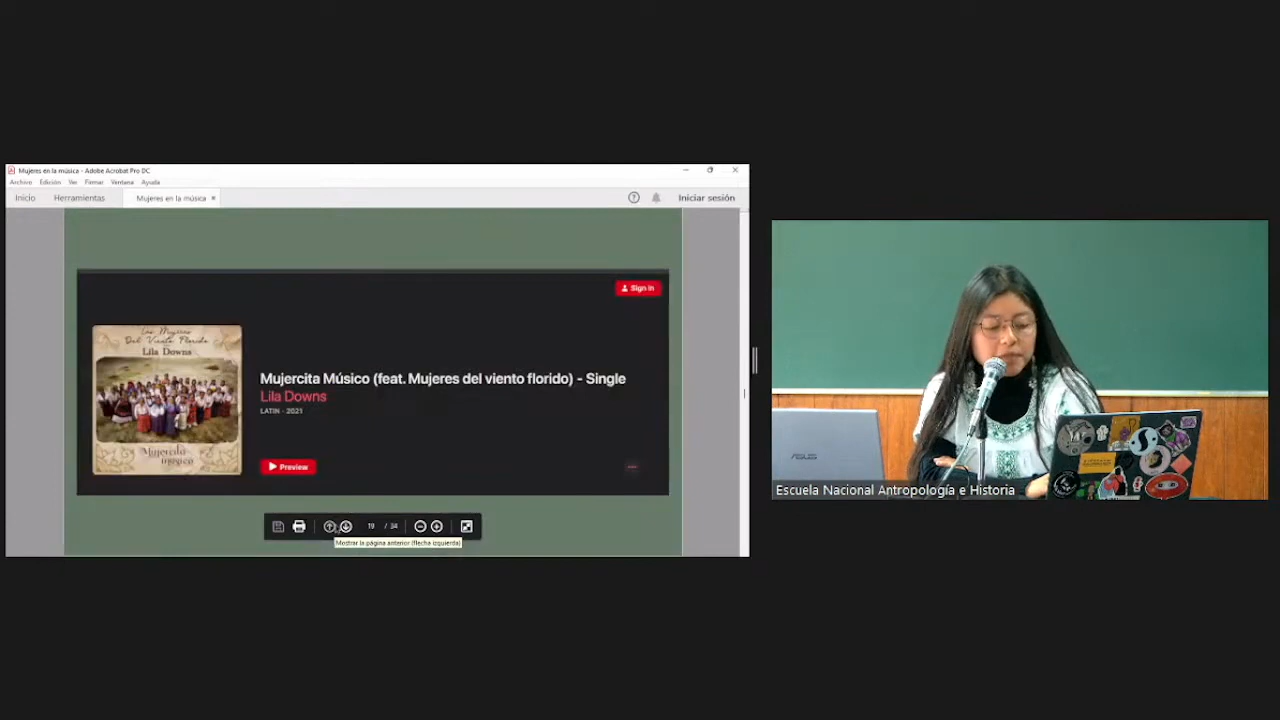 Mujeres en la música - Adobe Acrobat Pro DC
Archivo Edición Ver Firmar Ventana Ayuda
Inicio Herramientas Mujeres en la música × Iniciar sesión
Sign In
Las Mujeres
Del Viento Florido
Lila Downs
Mujercita
músico
Mujercita Músico (feat. Mujeres del viento florido) - Single
Lila Downs
LATIN · 2021
Preview
19 / 34
Mostrar la página anterior (flecha izquierda)
ASUS
Escuela Nacional Antropología e Historia